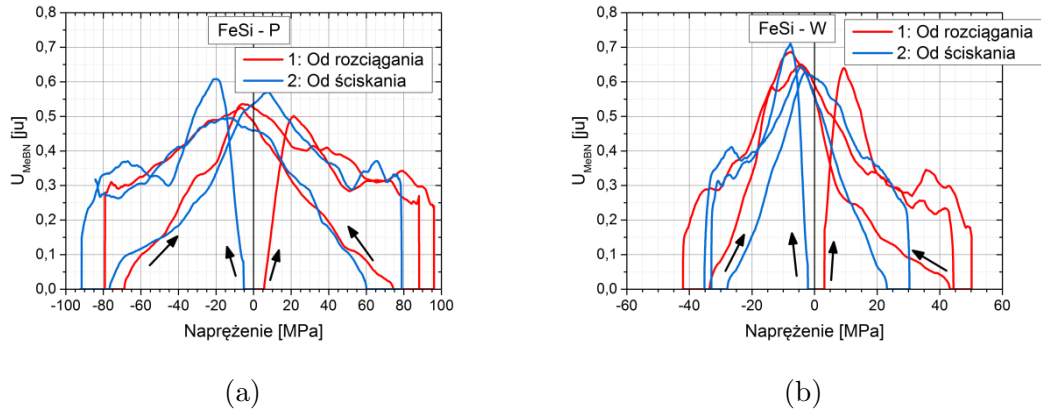 FeSi - P
1: Od rozciągania
2: Od ściskania
0,8
0,7
0,6
0,5
0,4
0,3
0,2
0,1
0,0
U_MeBN [ju]
-100 -80 -60 -40 -20 0 20 40 60 80 100
Naprężenie [MPa]
(a)
FeSi - W
1: Od rozciągania
2: Od ściskania
0,8
0,7
0,6
0,5
0,4
0,3
0,2
0,1
0,0
U_MeBN [ju]
-60 -40 -20 0 20 40 60
Naprężenie [MPa]
(b)